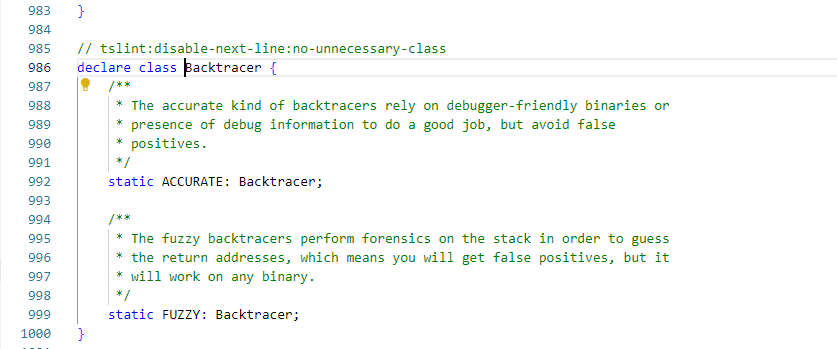 983 }
984
985 // tslint:disable-next-line:no-unnecessary-class
986 declare class Backtracer {
987 /**
988 * The accurate kind of backtracers rely on debugger-friendly binaries or
989 * presence of debug information to do a good job, but avoid false
990 * positives.
991 */
992 static ACCURATE: Backtracer;
993
994 /**
995 * The fuzzy backtracers perform forensics on the stack in order to guess
996 * the return addresses, which means you will get false positives, but it
997 * will work on any binary.
998 */
999 static FUZZY: Backtracer;
1000 }